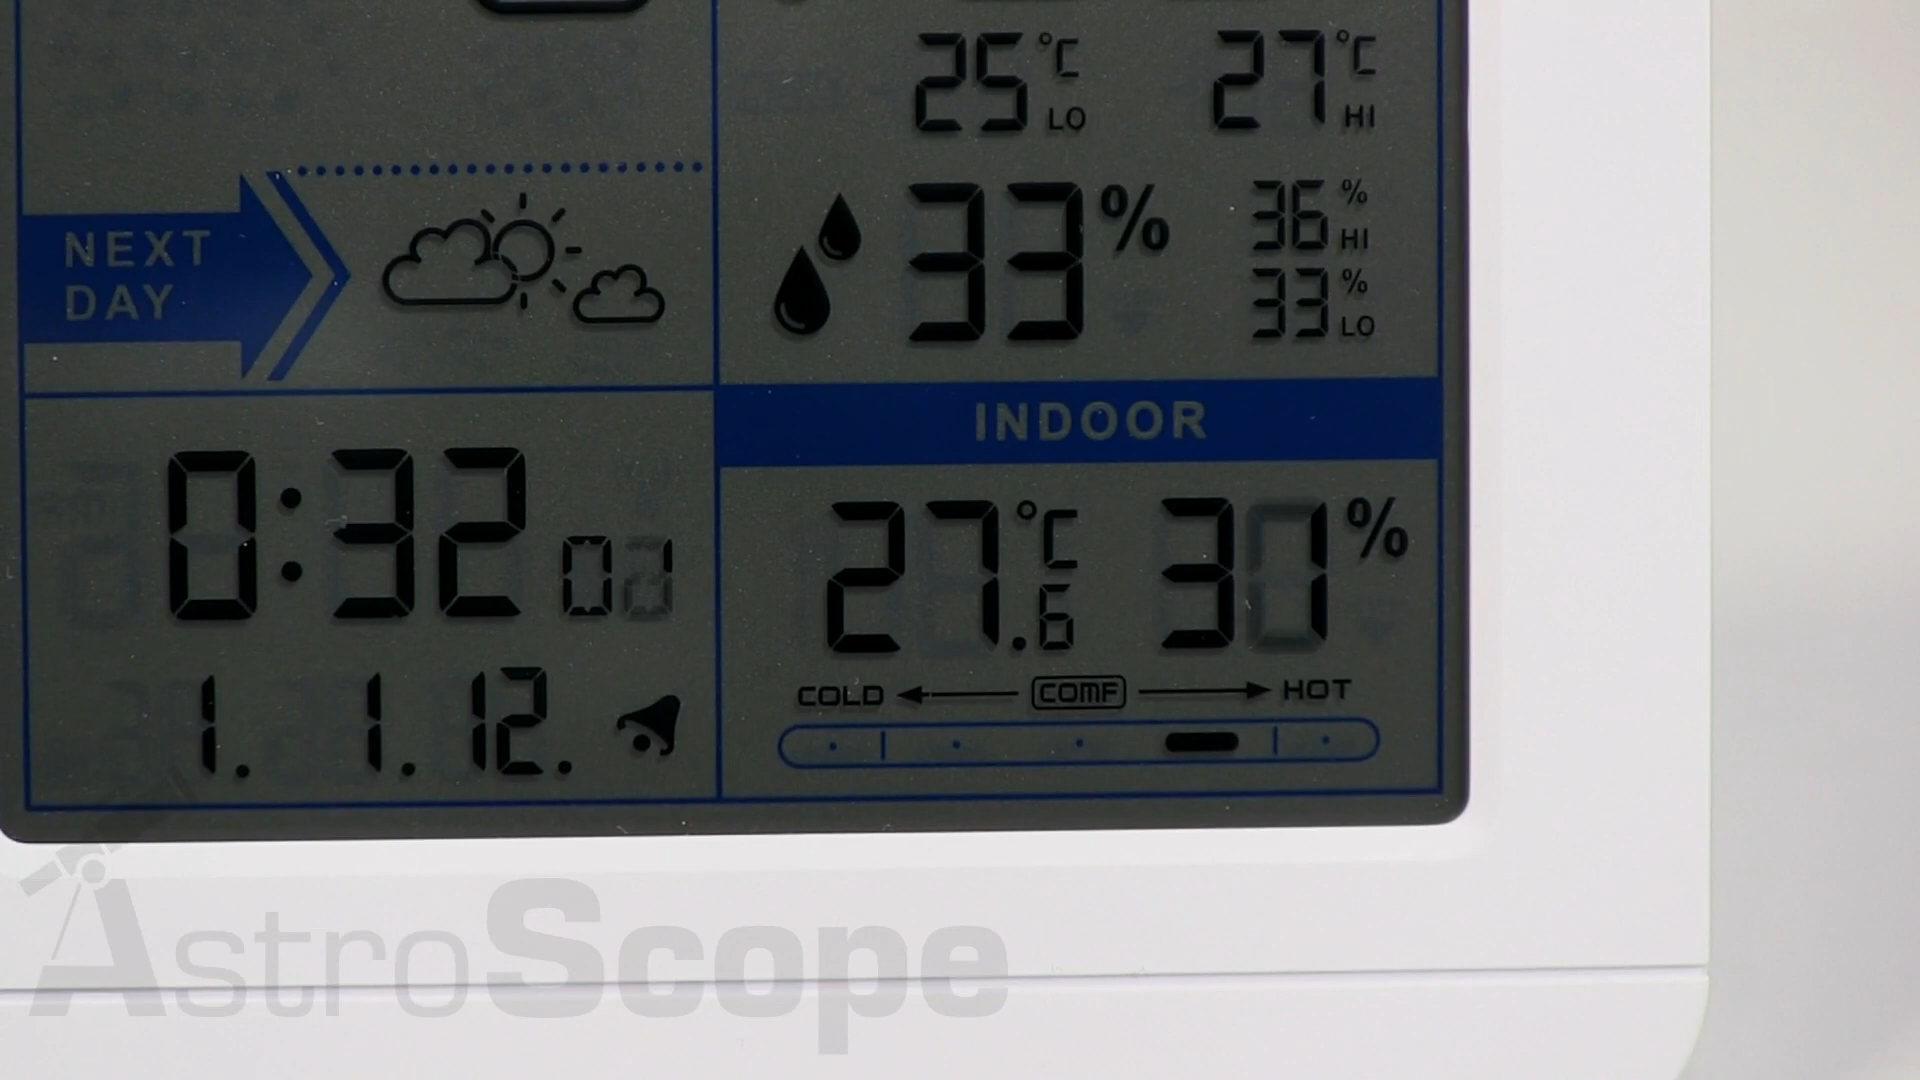 25 °C LO 27 °C HI
33% 36% HI
33% LO
NEXT
DAY
INDOOR
0:32
27.6 °C 31%
COLD COMF HOT
1. 1. 12.
AstroScope